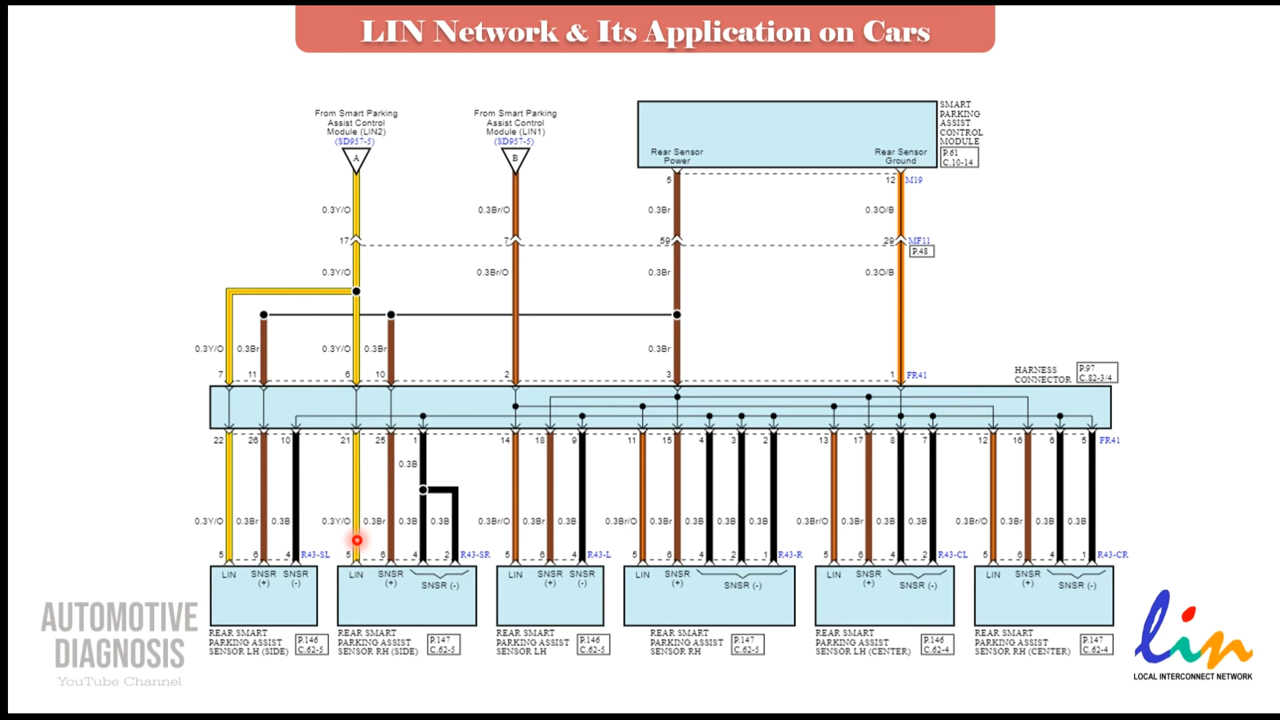 LIN Network & Its Application on Cars
From Smart Parking
Assist Control
Module (LIN2)
(SD957-5)
A
From Smart Parking
Assist Control
Module (LIN1)
(SD957-5)
B
Rear Sensor
Power
Rear Sensor
Ground
SMART
PARKING
ASSIST
CONTROL
MODULE
P.61
C.10-14
5 12 M19
0.3Y/O 0.3Br/O 0.3Br 0.3O/B
17 7 59 29 MF11
P.48
0.3Y/O 0.3Br/O 0.3Br 0.3O/B
0.3Y/O 0.3Br 0.3Y/O 0.3Br 0.3Br
7 11 6 10 2 3 1 FR41
HARNESS
CONNECTOR
P.97
C.82-3/4
22 26 10 21 25 1 14 18 9 11 15 4 3 2 13 17 8 7 12 16 6 5 FR41
0.3B
0.3Y/O 0.3Br 0.3B 0.3Y/O 0.3Br 0.3B 0.3B 0.3Br/O 0.3Br 0.3B 0.3Br/O 0.3Br 0.3B 0.3B 0.3B 0.3Br/O 0.3Br 0.3B 0.3B 0.3Br/O 0.3Br 0.3B 0.3B
5 6 4 R43-SL
5 6 4 2 R43-SR
5 6 4 R43-L
5 6 4 2 1 R43-R
5 6 4 2 R43-CL
5 6 4 1 R43-CR
LIN SNSR (+) SNSR (-)
LIN SNSR (+) SNSR (-)
LIN SNSR (+) SNSR (-)
LIN SNSR (+) SNSR (-)
LIN SNSR (+) SNSR (-)
LIN SNSR (+) SNSR (-)
REAR SMART
PARKING ASSIST
SENSOR LH (SIDE)
P.146
C.62-5
REAR SMART
PARKING ASSIST
SENSOR RH (SIDE)
P.147
C.62-5
REAR SMART
PARKING ASSIST
SENSOR LH
P.146
C.62-5
REAR SMART
PARKING ASSIST
SENSOR RH
P.147
C.62-5
REAR SMART
PARKING ASSIST
SENSOR LH (CENTER)
P.146
C.62-4
REAR SMART
PARKING ASSIST
SENSOR RH (CENTER)
P.147
C.62-4
AUTOMOTIVE
DIAGNOSIS
YouTube Channel
lin
LOCAL INTERCONNECT NETWORK